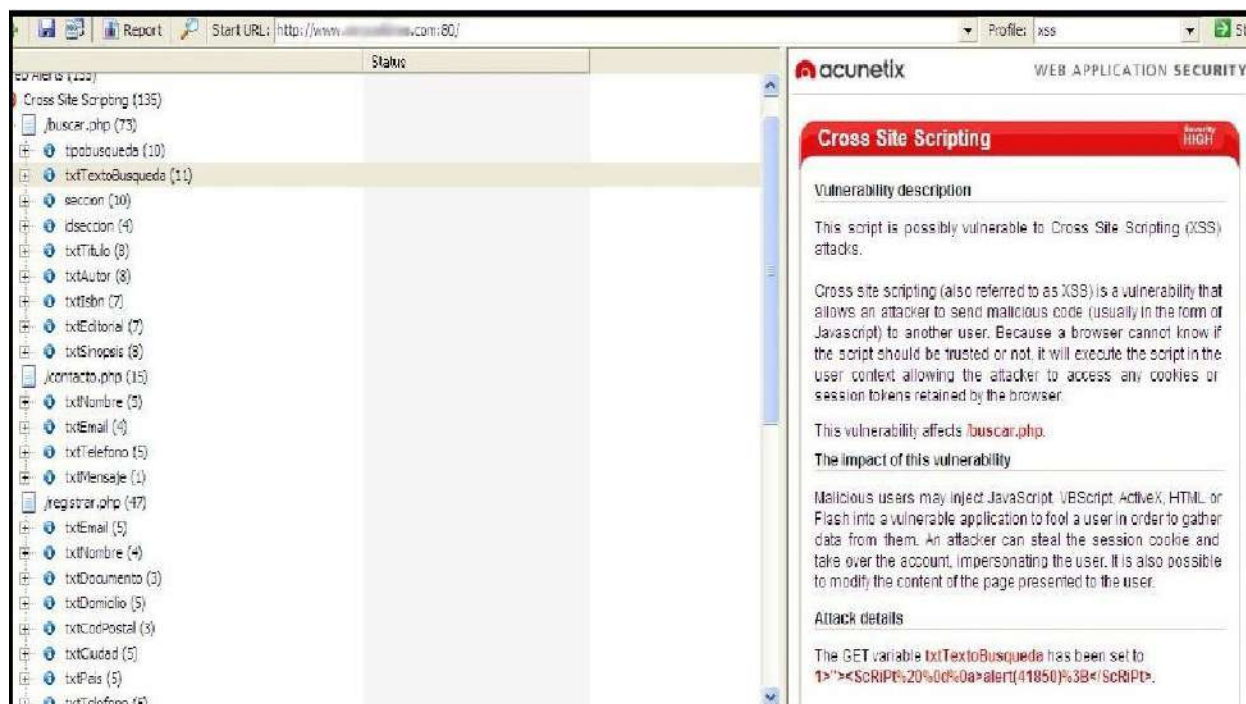 Report Start URL: http://www. .com:80/ Profile: xss
Status
Cross Site Scripting (135)
/buscar.php (73)
tipobusqueda (10)
txtTextoBusqueda (11)
seccion (10)
idseccion (4)
txtTitulo (8)
txtAutor (8)
txtIsbn (7)
txtEditorial (7)
txtSinopsis (8)
/contacto.php (15)
txtNombre (5)
txtEmail (4)
txtTelefono (5)
txtMensaje (1)
/registrar.php (47)
txtEmail (5)
txtNombre (4)
txtDocumento (3)
txtDomicilio (5)
txtCodPostal (3)
txtCiudad (5)
txtPais (5)
acunetix WEB APPLICATION SECURITY
Cross Site Scripting
Severity
HIGH
Vulnerability description
This script is possibly vulnerable to Cross Site Scripting (XSS)
attacks.
Cross site scripting (also referred to as XSS) is a vulnerability that
allows an attacker to send malicious code (usually in the form of
Javascript) to another user. Because a browser cannot know if
the script should be trusted or not, it will execute the script in the
user context allowing the attacker to access any cookies or
session tokens retained by the browser.
This vulnerability affects /buscar.php.
The impact of this vulnerability
Malicious users may inject JavaScript, VBScript, ActiveX, HTML or
Flash into a vulnerable application to fool a user in order to gather
data from them. An attacker can steal the session cookie and
take over the account, impersonating the user. It is also possible
to modify the content of the page presented to the user.
Attack details
The GET variable txtTextoBusqueda has been set to
1>"><ScRiPt%20%0d%0a>alert(41850)%3B</ScRiPt>.